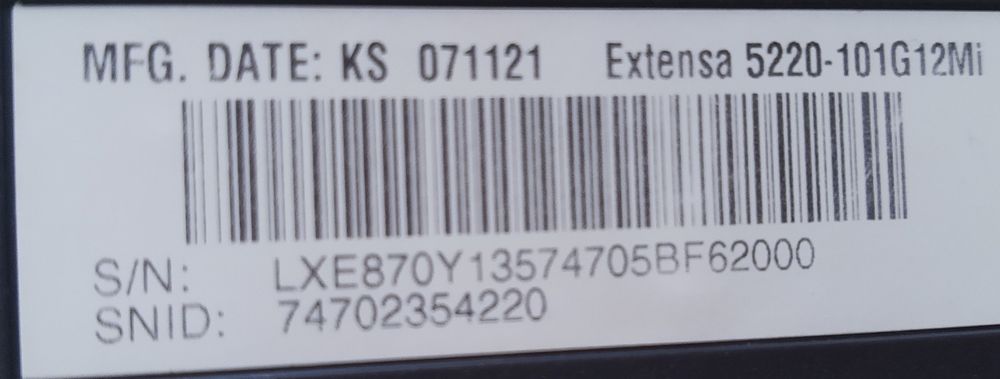 MFG. DATE: KS 071121 Extensa 5220-101G12Mi
S/N: LXE870Y13574705BF62000
SNID: 74702354220